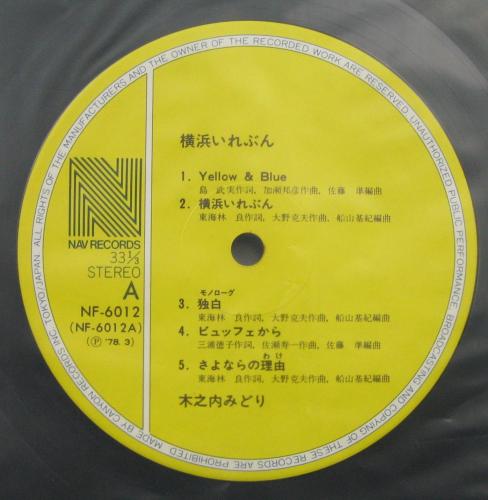 横浜いれぶん
1. Yellow & Blue
島 武実作詞, 加瀬邦彦作曲, 佐藤 準編曲
2. 横浜いれぶん
東海林 良作詞, 大野克夫作曲, 船山基紀編曲
N
NAV RECORDS
33⅓
STEREO
A
NF-6012
(NF-6012A)
(Ⓟ '78. 3)
モノローグ
3. 独白
東海林 良作詞, 大野克夫作曲, 船山基紀編曲
4. ビュッフェから
三浦徳子作詞, 佐瀬寿一作曲, 佐藤 準編曲
わけ
5. さよならの理由
東海林 良作詞, 大野克夫作曲, 船山基紀編曲
木之内みどり
MADE BY CANYON RECORDS INC. TOKYO/JAPAN ALL RIGHTS OF THE MANUFACTURERS AND THE OWNER OF THE RECORDED WORK ARE RESERVED. UNAUTHORIZED PUBLIC PERFORMANCE, BROADCASTING AND COPYING OF THESE RECORDS ARE PROHIBITED